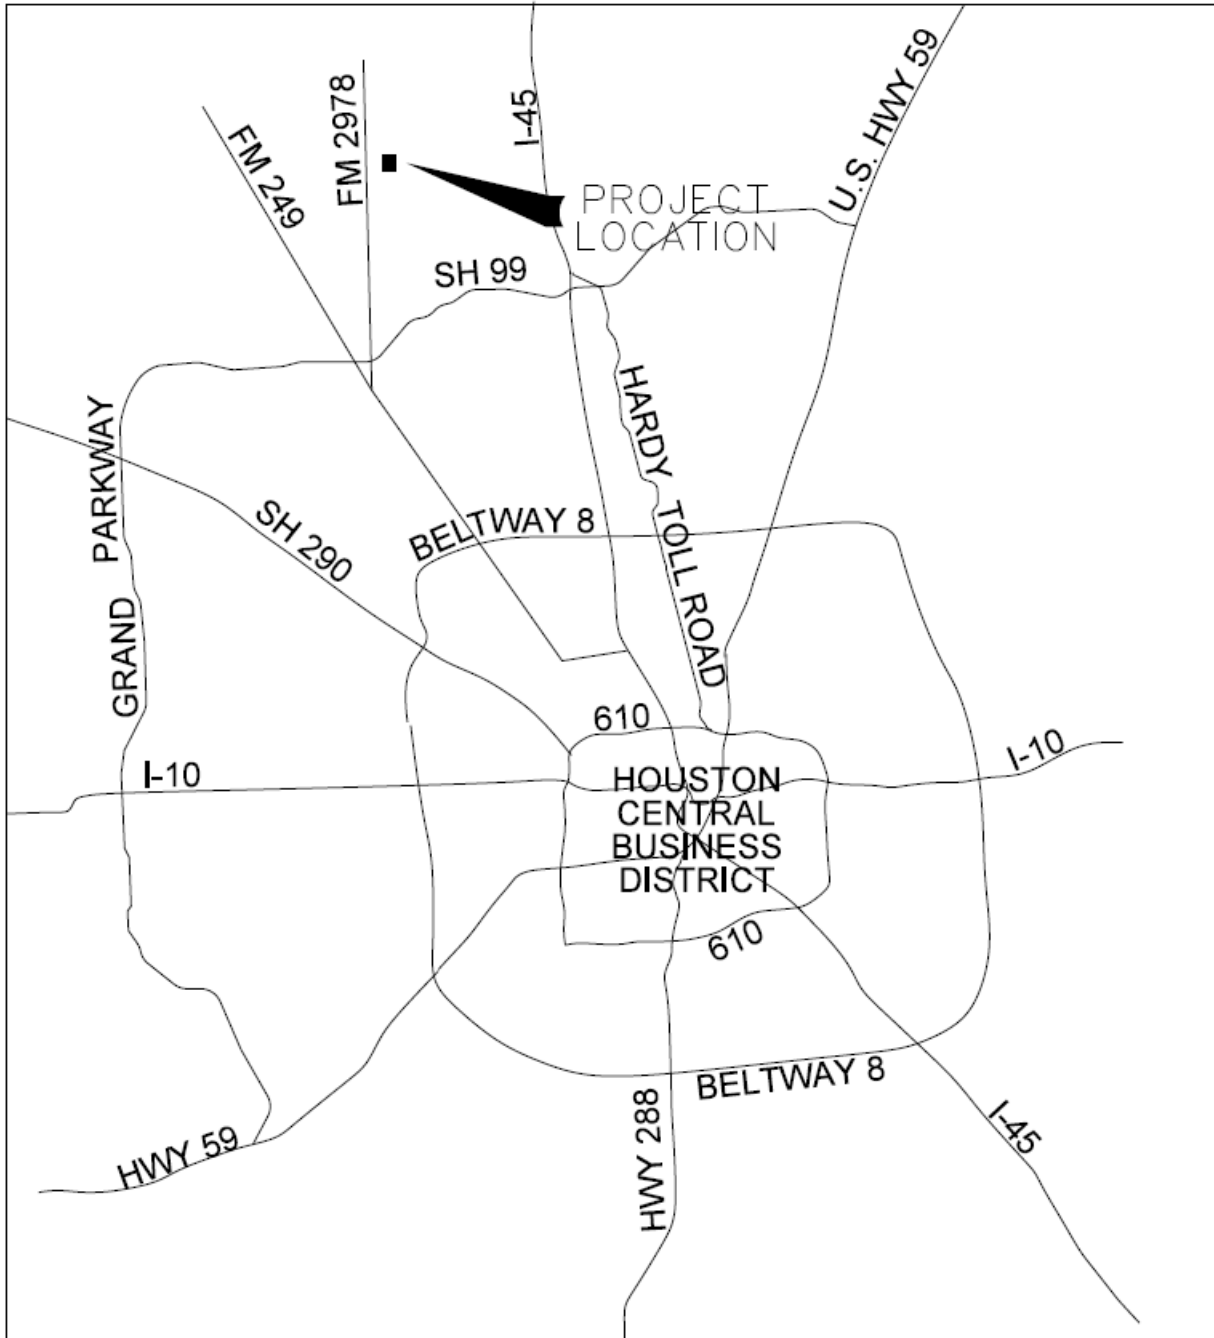 U.S. HWY 59
I-45
FM 2978
FM 249
PROJECT
LOCATION
SH 99
HARDY TOLL ROAD
GRAND PARKWAY
SH 290
BELTWAY 8
610
I-10
I-10
HOUSTON
CENTRAL
BUSINESS
DISTRICT
610
BELTWAY 8
HWY 288
I-45
HWY 59